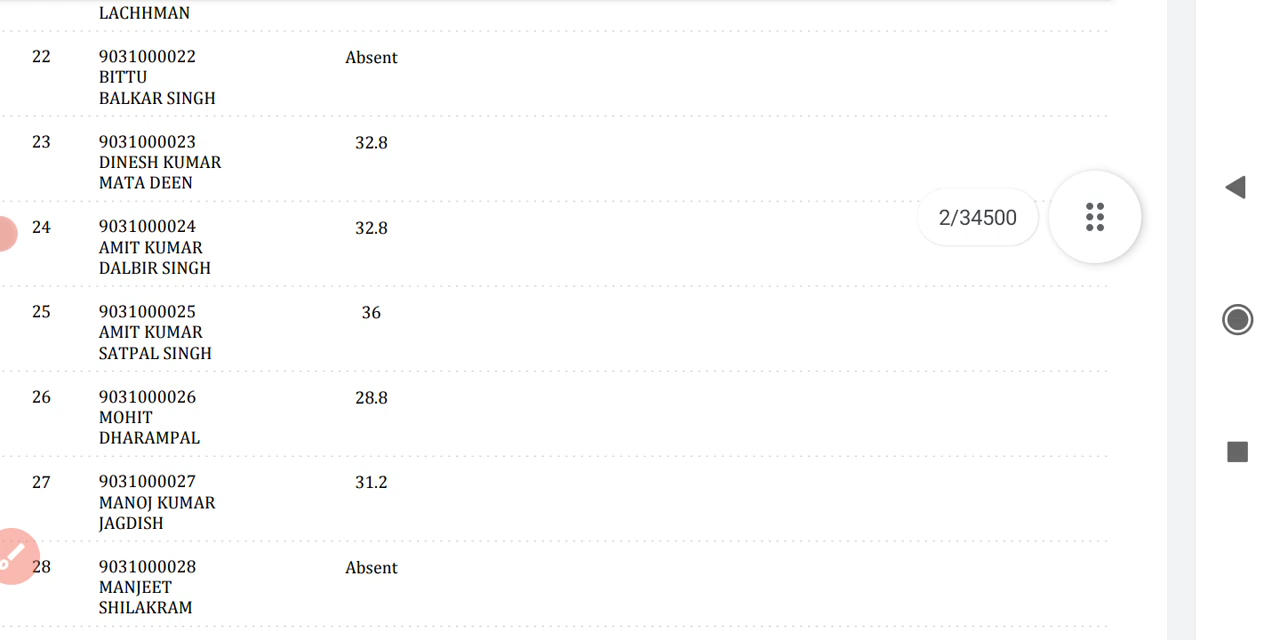 LACHHMAN
22 9031000022 Absent
BITTU
BALKAR SINGH
23 9031000023 32.8
DINESH KUMAR
MATA DEEN
2/34500
24 9031000024 32.8
AMIT KUMAR
DALBIR SINGH
25 9031000025 36
AMIT KUMAR
SATPAL SINGH
26 9031000026 28.8
MOHIT
DHARAMPAL
27 9031000027 31.2
MANOJ KUMAR
JAGDISH
28 9031000028 Absent
MANJEET
SHILAKRAM